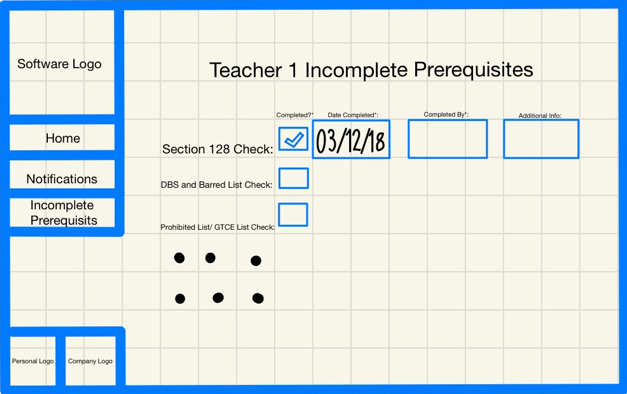 Software Logo
Teacher 1 Incomplete Prerequisites
Completed?* Date Completed*: Completed By*: Additional Info:
Home
Section 128 Check: 03/12/18
Notifications
DBS and Barred List Check:
Incomplete
Prerequisits
Prohibited List/ GTCE List Check:
Personal Logo Company Logo